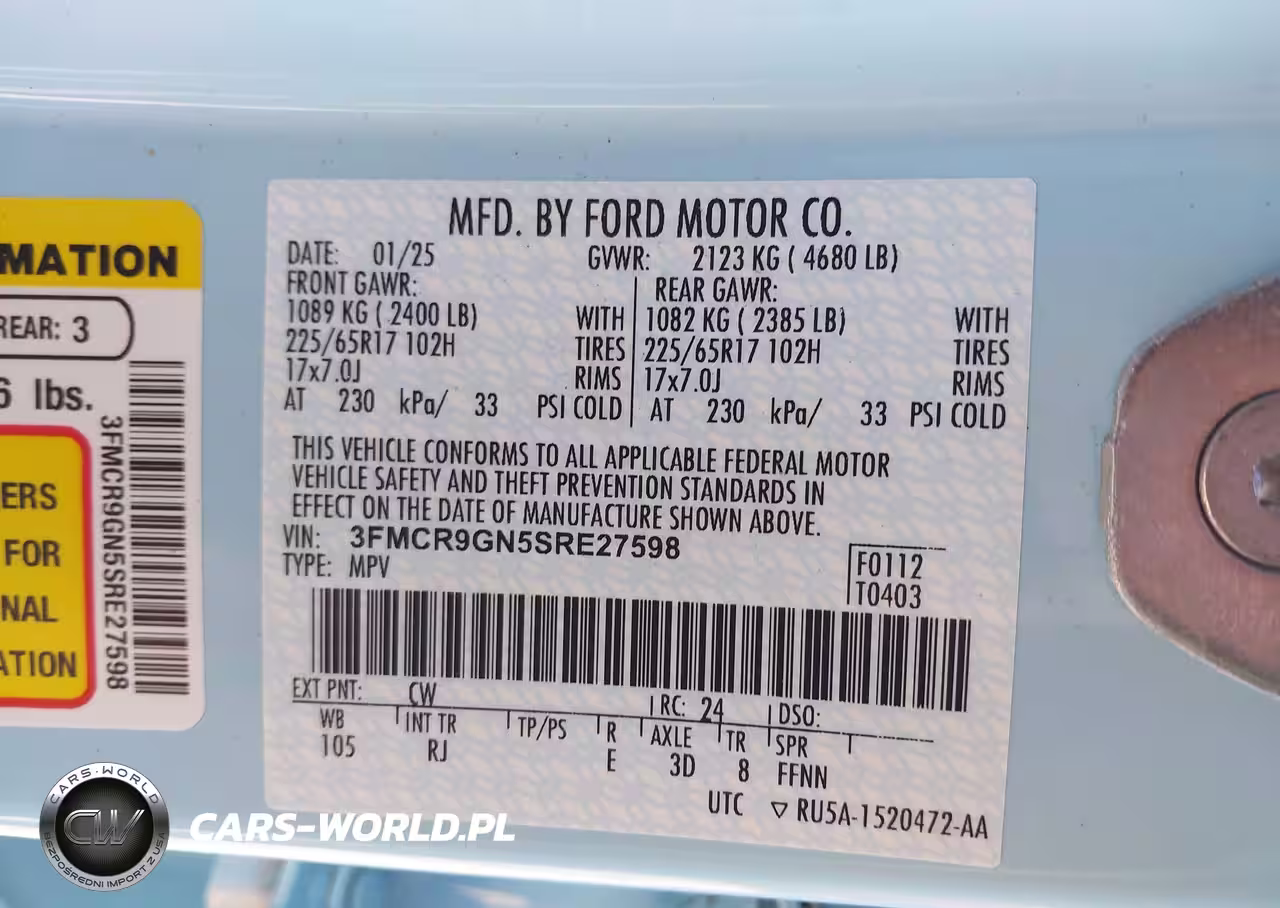 MATION
REAR: 3
6 lbs.
3FMCR9GN5SRE27598
ERS
FOR
NAL
ATION
MFD. BY FORD MOTOR CO.
DATE: 01/25 GVWR: 2123 KG ( 4680 LB)
FRONT GAWR: REAR GAWR:
1089 KG ( 2400 LB) WITH 1082 KG ( 2385 LB) WITH
225/65R17 102H TIRES 225/65R17 102H TIRES
17x7.0J RIMS 17x7.0J RIMS
AT 230 kPa/ 33 PSI COLD AT 230 kPa/ 33 PSI COLD
THIS VEHICLE CONFORMS TO ALL APPLICABLE FEDERAL MOTOR
VEHICLE SAFETY AND THEFT PREVENTION STANDARDS IN
EFFECT ON THE DATE OF MANUFACTURE SHOWN ABOVE.
VIN: 3FMCR9GN5SRE27598
TYPE: MPV
F0112
T0403
EXT PNT: CW RC: 24 DSO:
WB INT TR TP/PS R AXLE TR SPR
105 RJ E 3D 8 FFNN
UTC ▽ RU5A-1520472-AA
CARS-WORLD
CW
BEZPOŚREDNI IMPORT Z USA
CARS-WORLD.PL